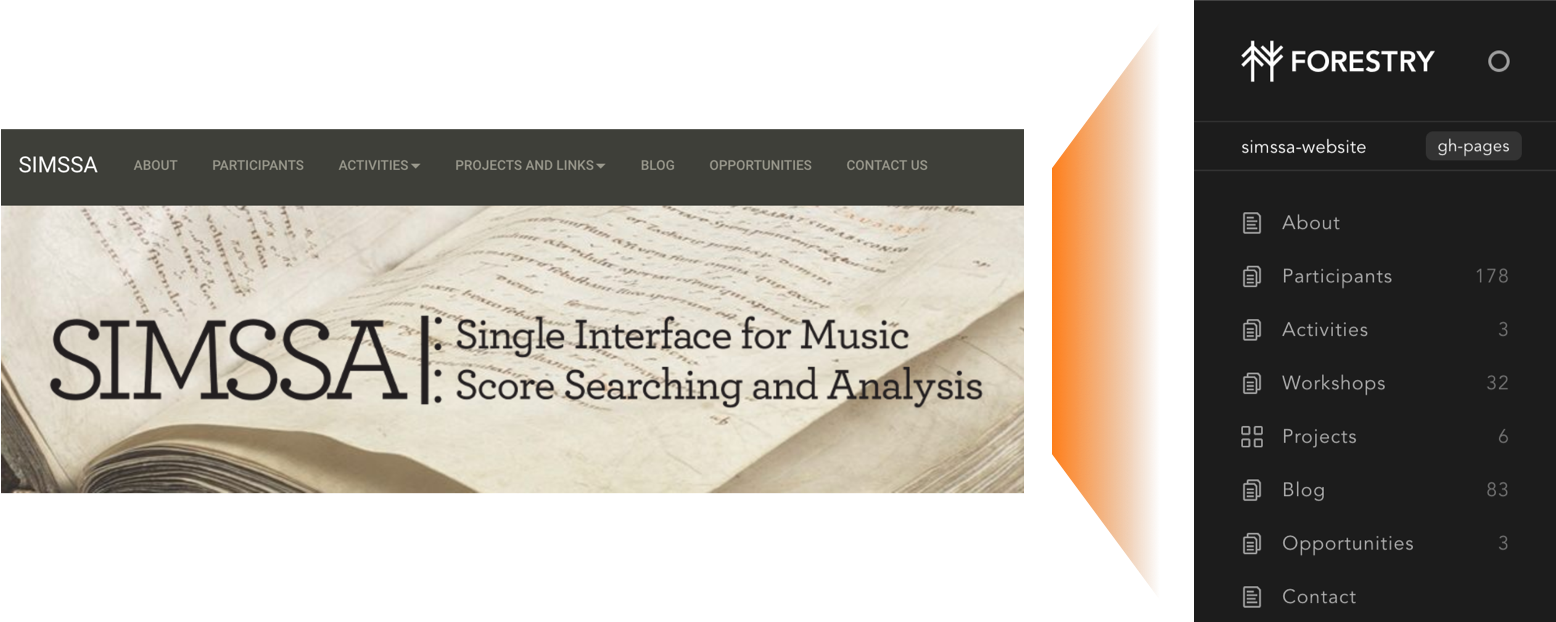 SIMSSA ABOUT PARTICIPANTS ACTIVITIES PROJECTS AND LINKS BLOG OPPORTUNITIES CONTACT US
SIMSSA Single Interface for Music
Score Searching and Analysis
FORESTRY
simssa-website gh-pages
About
Participants 178
Activities 3
Workshops 32
Projects 6
Blog 83
Opportunities 3
Contact